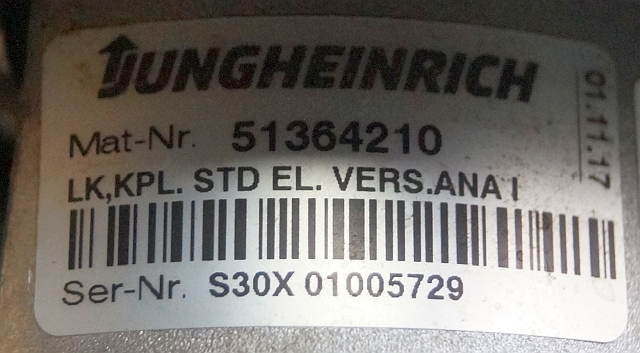 JUNGHEINRICH
01.11.17
Mat-Nr. 51364210
LK,KPL. STD EL. VERS.ANA I
Ser-Nr. S30X 01005729